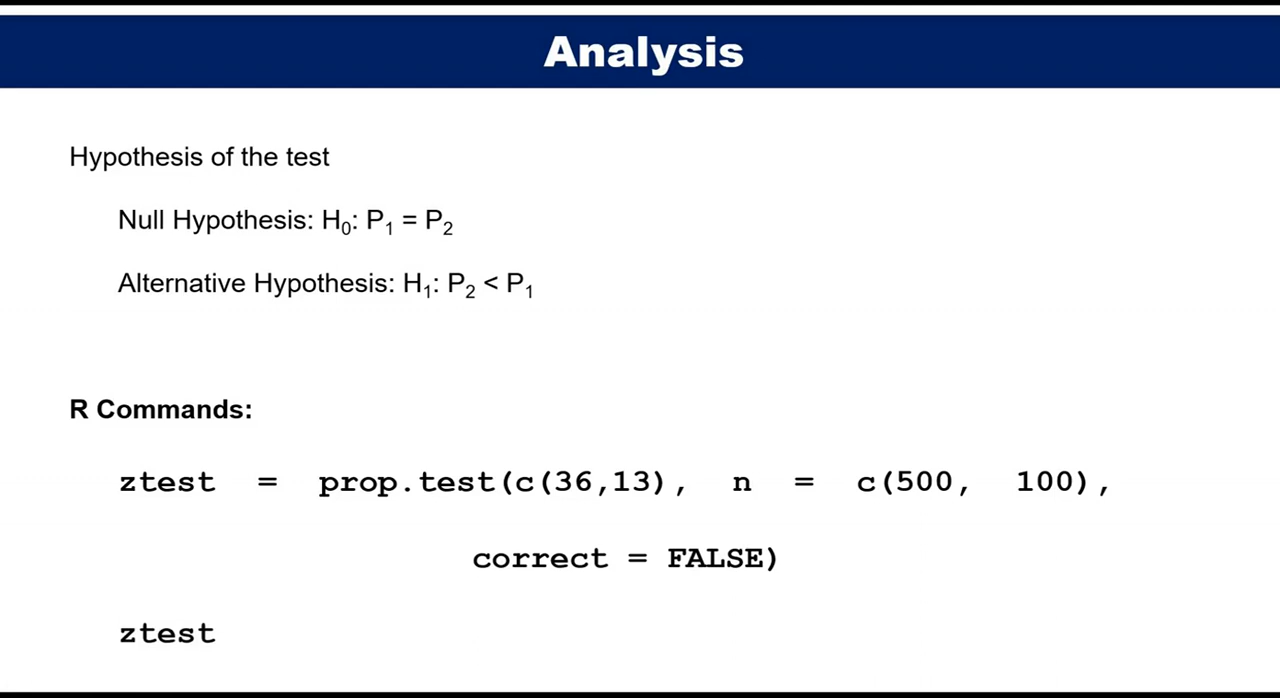 Analysis
Hypothesis of the test
Null Hypothesis: H₀: P₁ = P₂
Alternative Hypothesis: H₁: P₂ < P₁
R Commands:
ztest = prop.test(c(36,13), n = c(500, 100),
correct = FALSE)
ztest